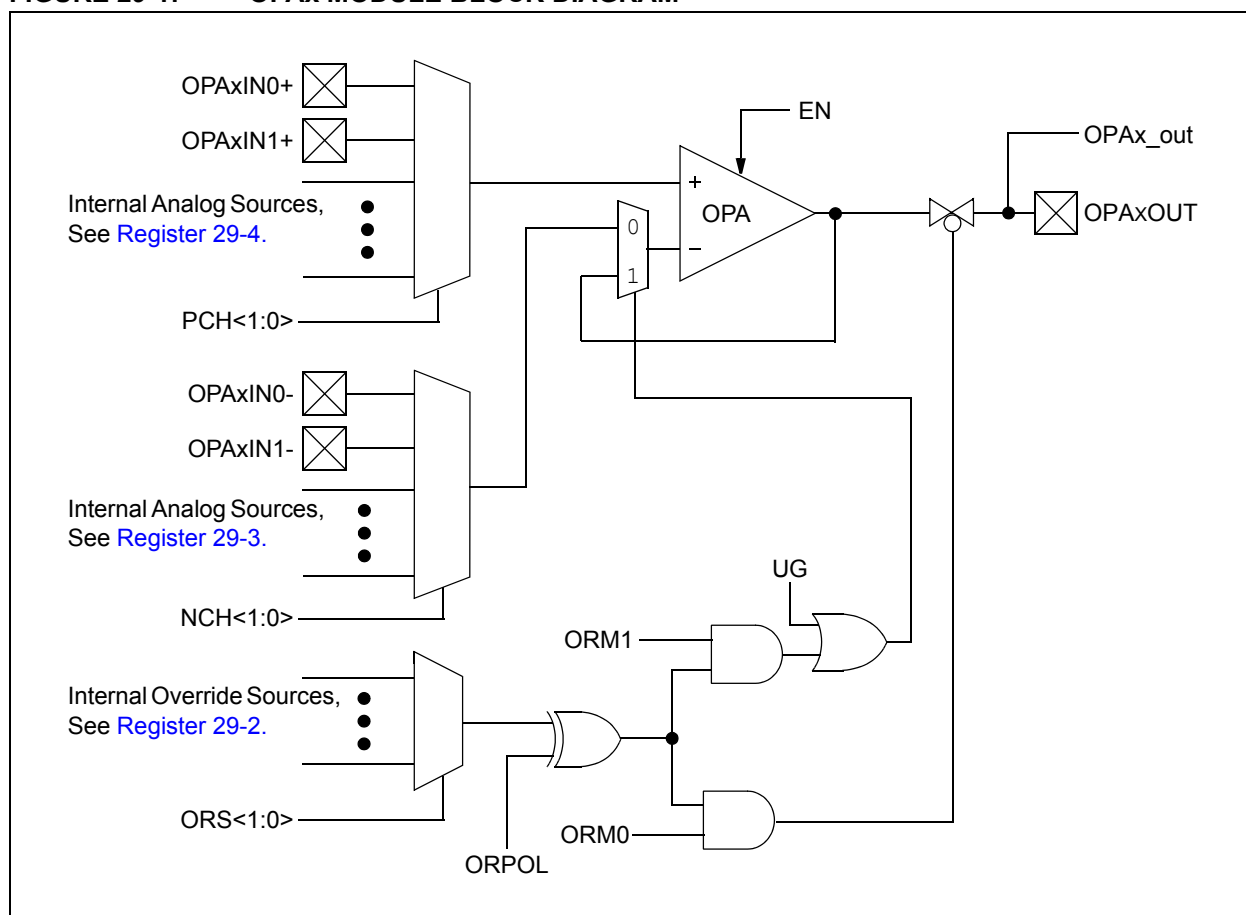 OPAxIN0+
OPAxIN1+
Internal Analog Sources,
See Register 29-4.
PCH<1:0>
EN
+
OPA
−
0
1
OPAx_out
OPAxOUT
OPAxIN0-
OPAxIN1-
Internal Analog Sources,
See Register 29-3.
NCH<1:0>
UG
ORM1
Internal Override Sources,
See Register 29-2.
ORS<1:0>
ORPOL
ORM0